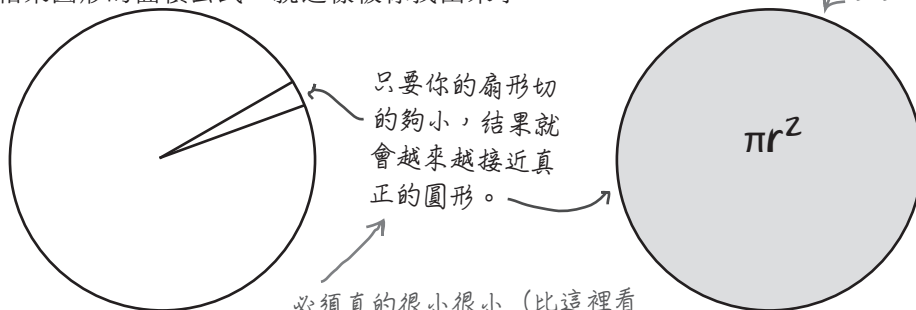 只要你的扇形切
的夠小，結果就
會越來越接近真
正的圓形。
πr²
必須真的很小很小（比這裡看